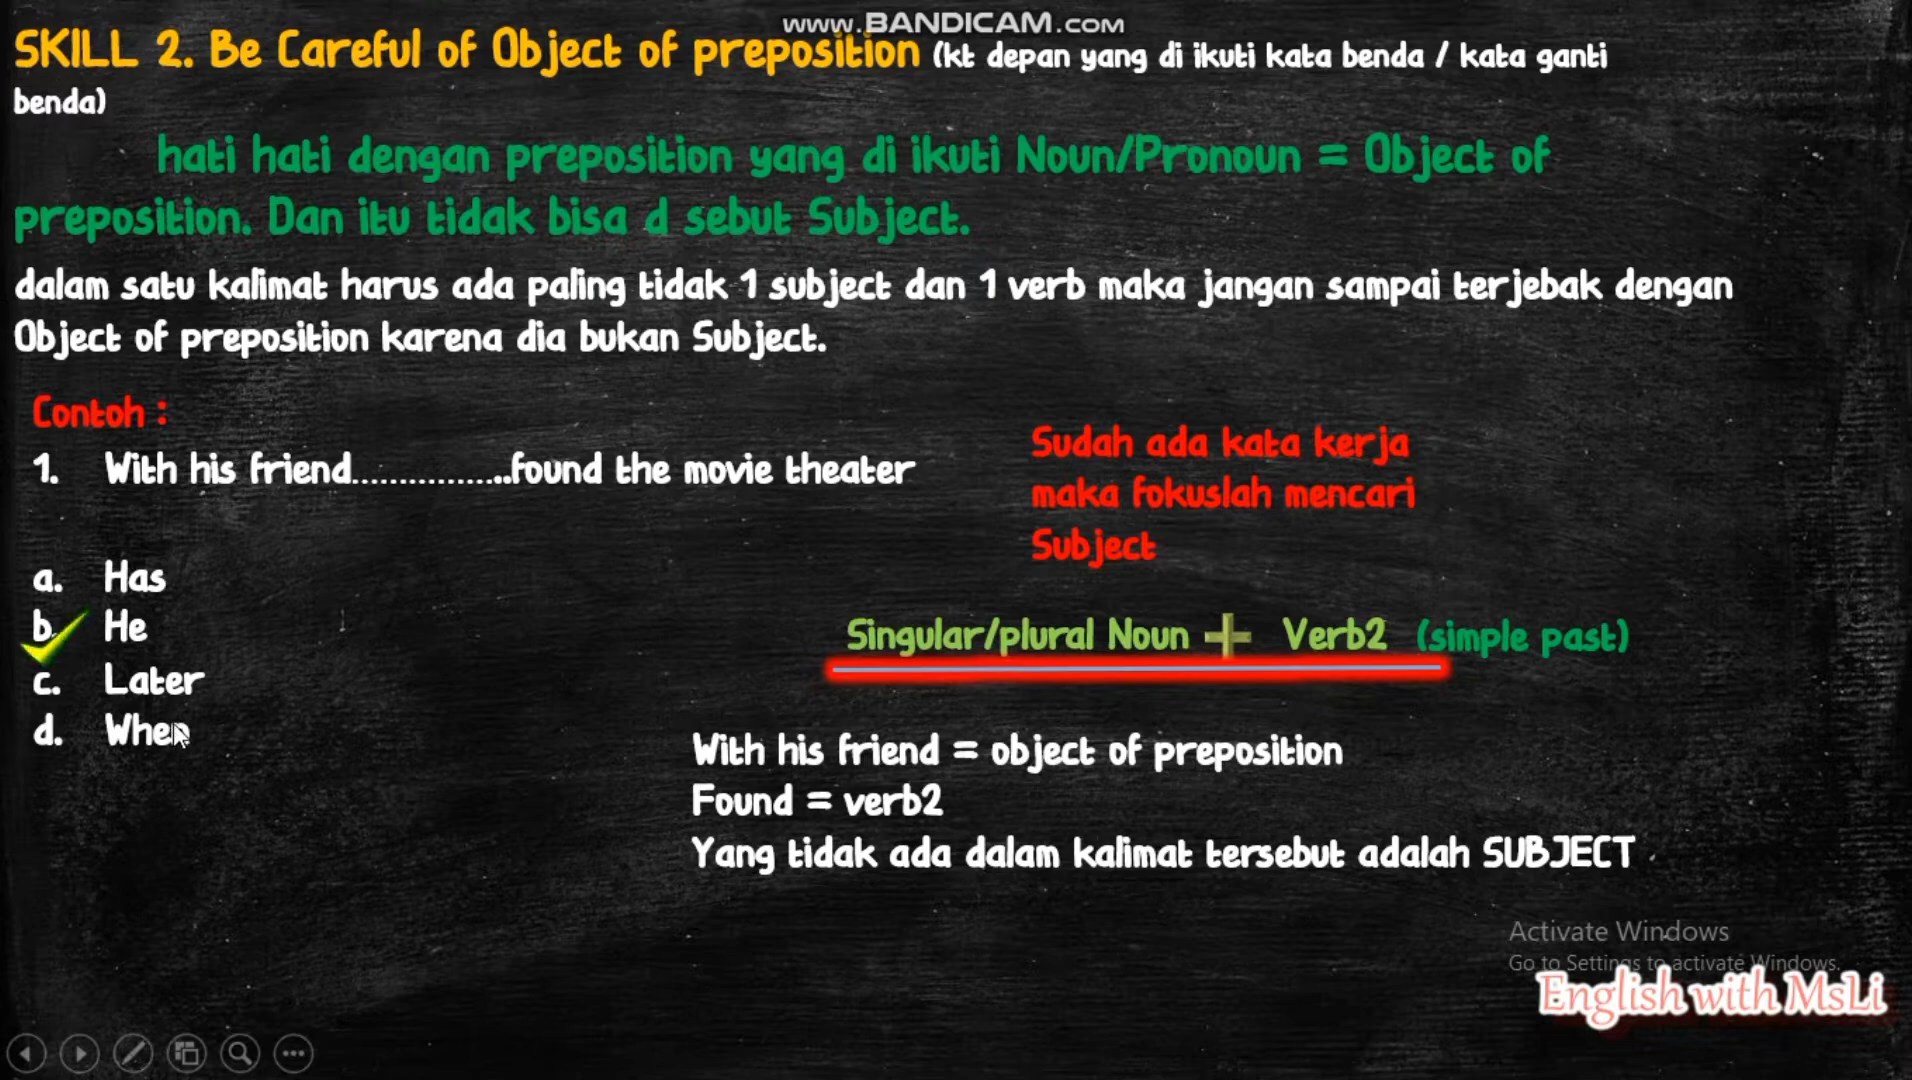 www.BANDICAM.com
SKILL 2. Be Careful of Object of preposition (kt depan yang di ikuti kata benda / kata ganti
benda)
hati hati dengan preposition yang di ikuti Noun/Pronoun = Object of
preposition. Dan itu tidak bisa d sebut Subject.
dalam satu kalimat harus ada paling tidak 1 subject dan 1 verb maka jangan sampai terjebak dengan
Object of preposition karena dia bukan Subject.
Contoh :
1. With his friend................found the movie theater
Sudah ada kata kerja
maka fokuslah mencari
Subject
a. Has
b. He
c. Later
d. When
Singular/plural Noun + Verb2 (simple past)
With his friend = object of preposition
Found = verb2
Yang tidak ada dalam kalimat tersebut adalah SUBJECT
Activate Windows
Go to Settings to activate Windows.
English with MsLi